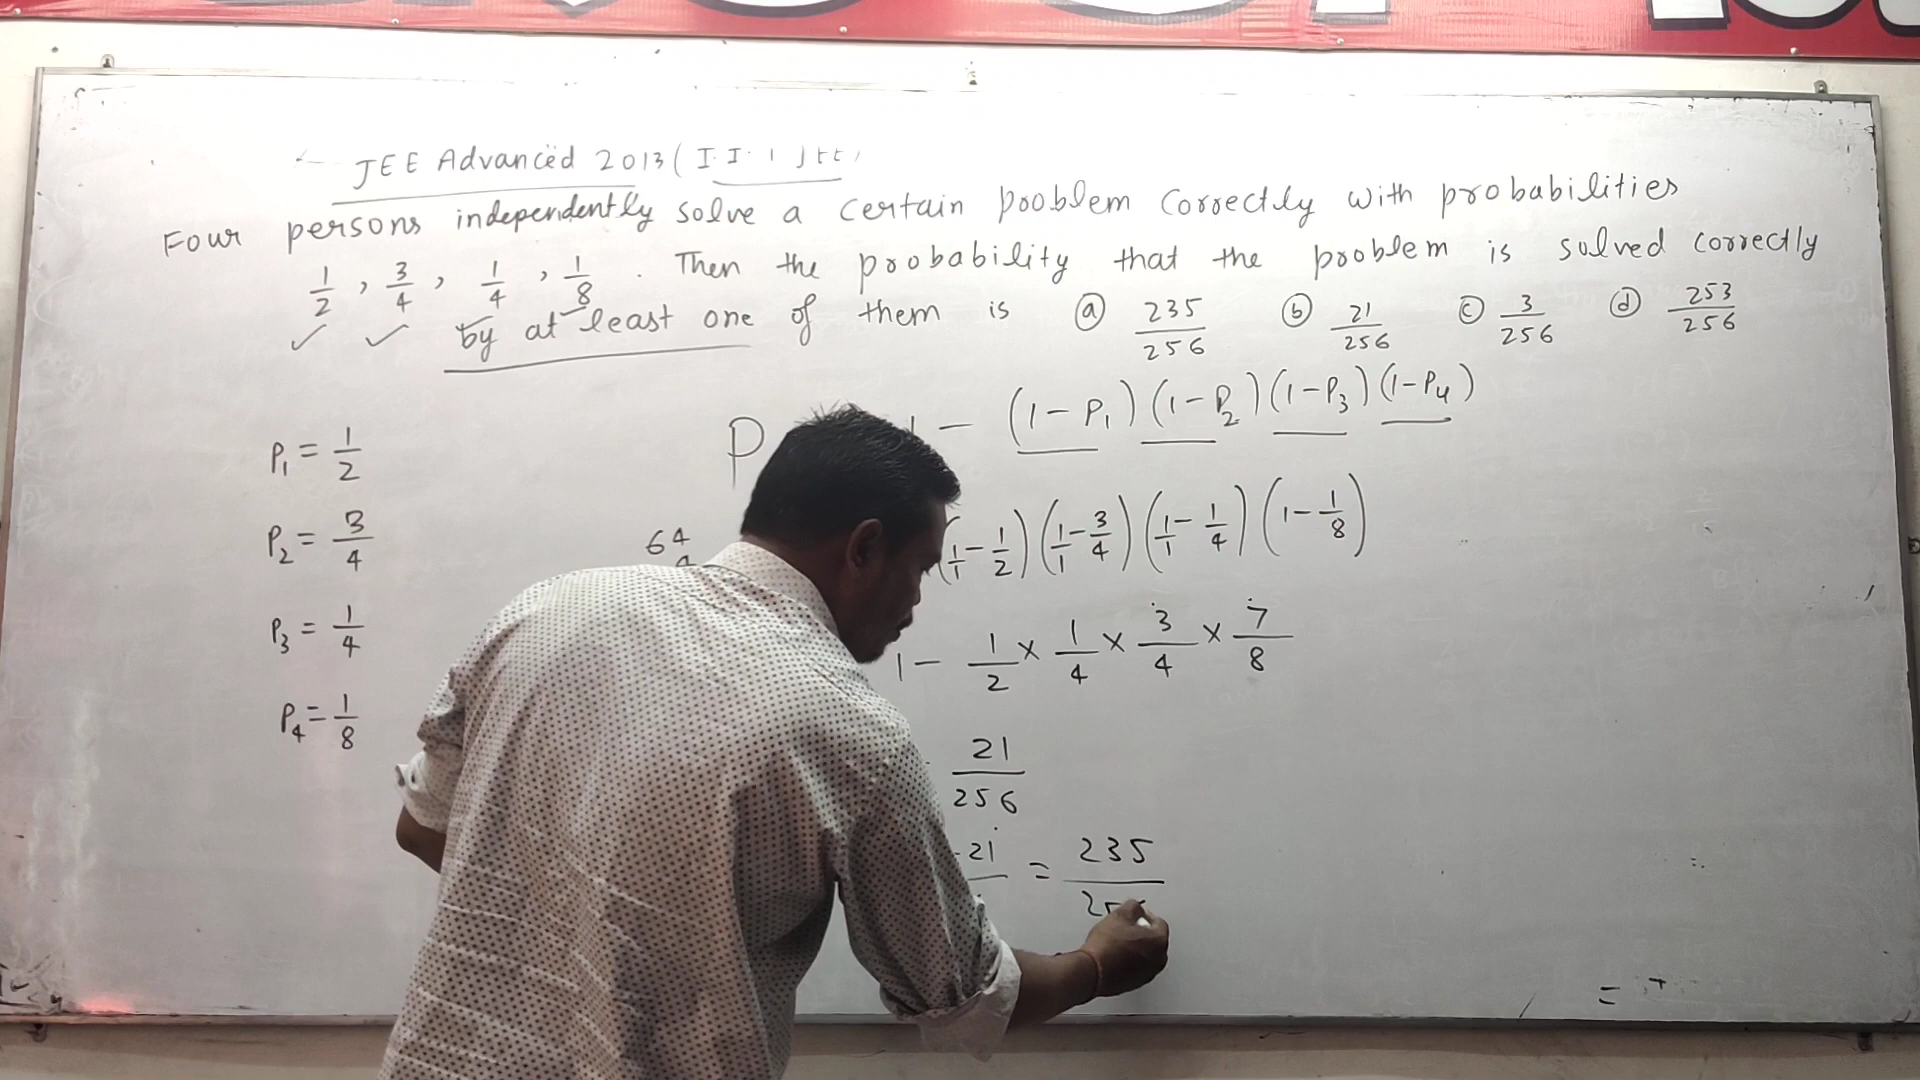 JEE Advanced 2013 (I.I.
Four persons independently solve a certain problem correctly with probabilities
1/2, 3/4, 1/4, 1/8. Then the probability that the problem is solved correctly
by at least one of them is (a) 235/256 (b) 21/256 (c) 3/256 (d) 253/256
P 1 - (1-P₁)(1-P₂)(1-P₃)(1-P₄)
P₁ = 1/2
P₂ = 3/4
P₃ = 1/4
P₄ = 1/8
64
(1/1-1/2)(1/1-3/4)(1/1-1/4)(1-1/8)
1 - 1/2 × 1/4 × 3/4 × 7/8
21/256
-21 = 235/